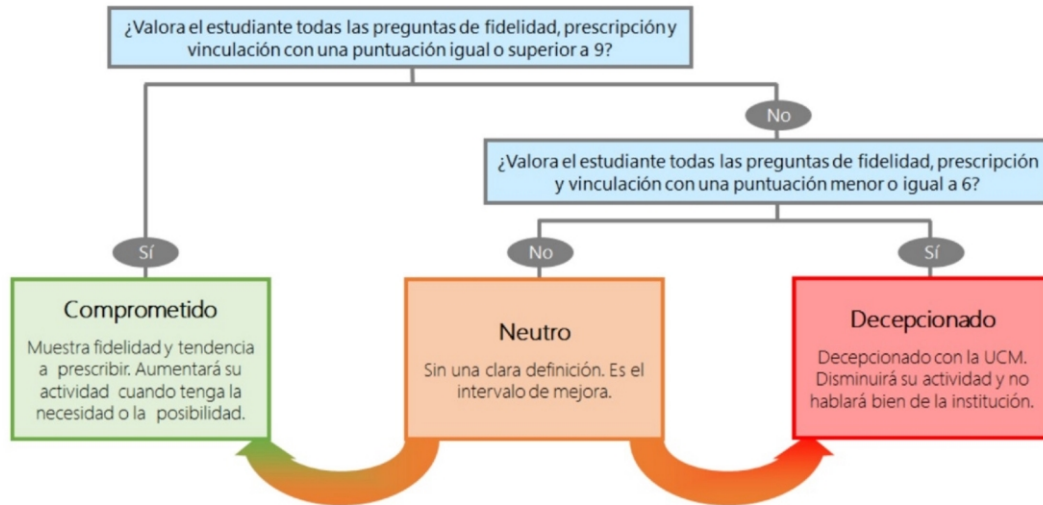 ¿Valora el estudiante todas las preguntas de fidelidad, prescripción y
vinculación con una puntuación igual o superior a 9?
No
¿Valora el estudiante todas las preguntas de fidelidad, prescripción
y vinculación con una puntuación menor o igual a 6?
Sí
No
Sí
Comprometido
Muestra fidelidad y tendencia
a prescribir. Aumentará su
actividad cuando tenga la
necesidad o la posibilidad.
Neutro
Sin una clara definición. Es el
intervalo de mejora.
Decepcionado
Decepcionado con la UCM.
Disminuirá su actividad y no
hablará bien de la institución.